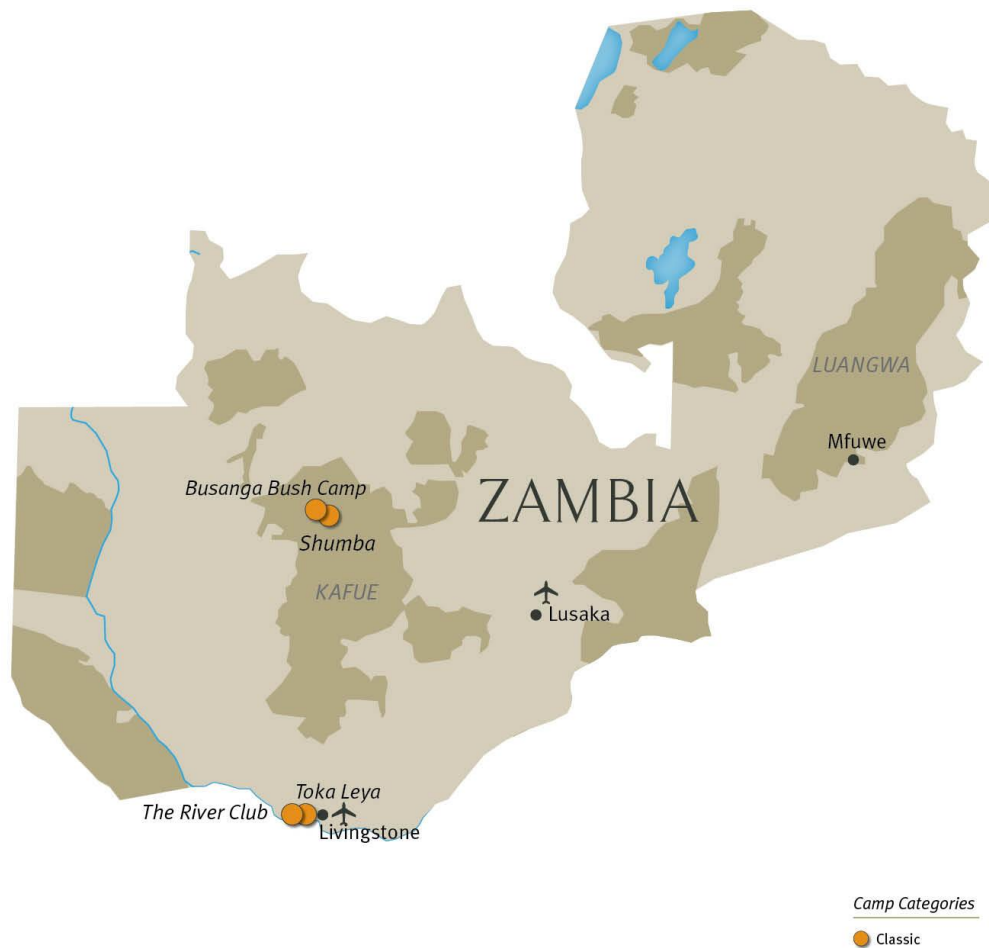 LUANGWA
Mfuwe
Busanga Bush Camp
ZAMBIA
Shumba
KAFUE
Lusaka
Toka Leya
The River Club
Livingstone
Camp Categories
Classic